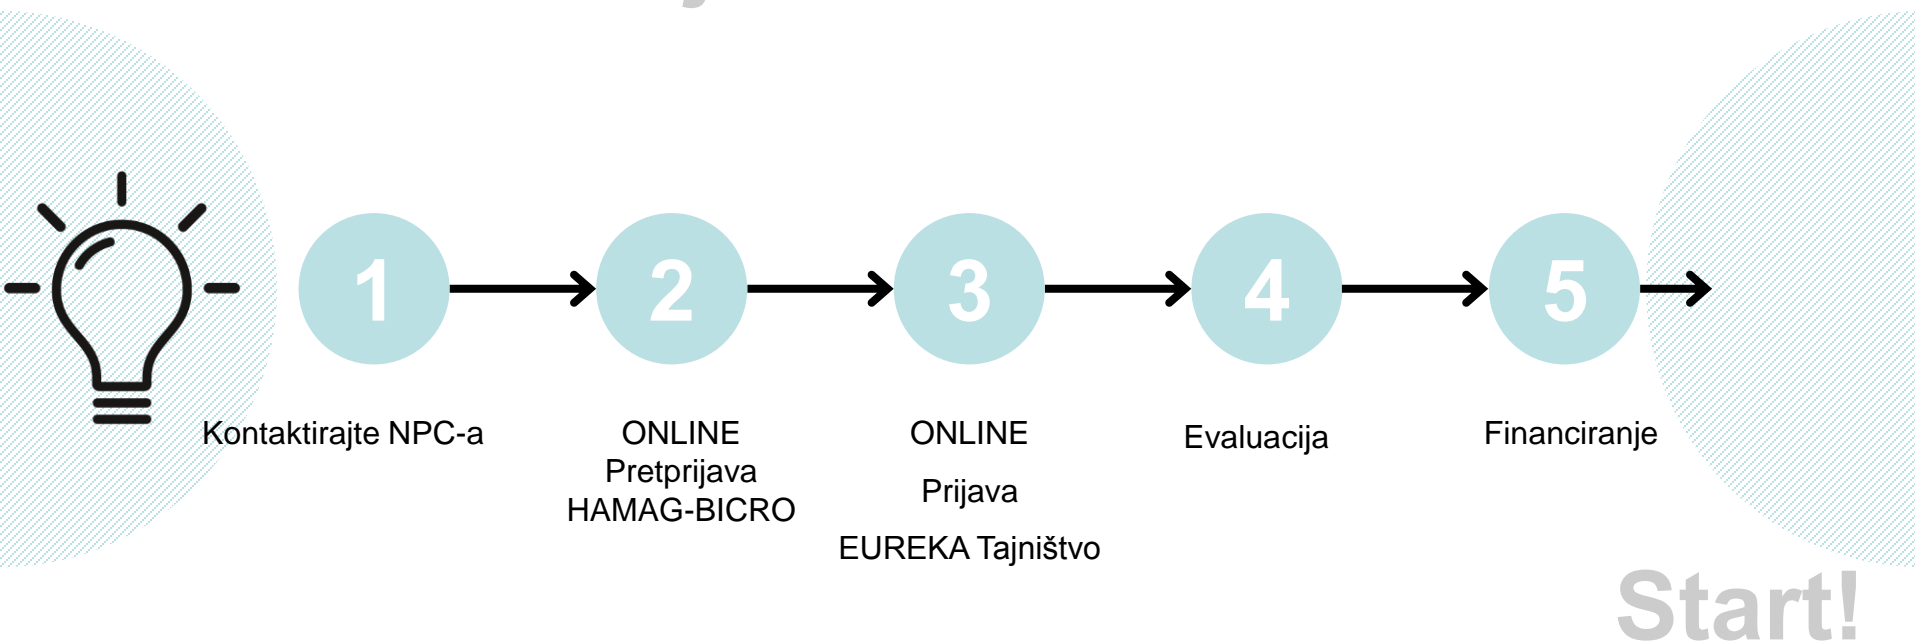 1
2
3
4
5
Kontaktirajte NPC-a
ONLINE
Pretprijava
HAMAG-BICRO
ONLINE
Prijava
EUREKA Tajništvo
Evaluacija
Financiranje
Start!